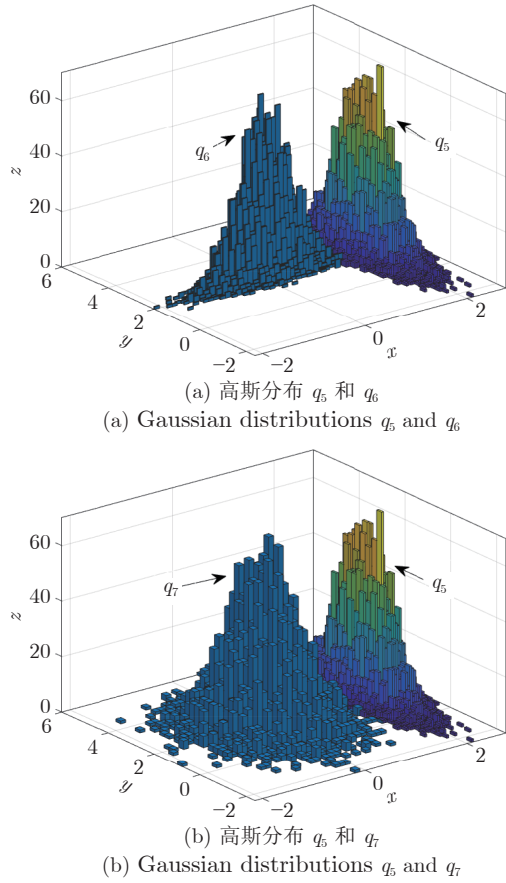 60
40
20
0
z
q₆
q₅
6
4
2
0
−2
y
−2
0
2
x
(a) 高斯分布 q₅ 和 q₆
(a) Gaussian distributions q₅ and q₆
60
40
20
0
z
q₇
q₅
6
4
2
0
−2
y
−2
0
2
x
(b) 高斯分布 q₅ 和 q₇
(b) Gaussian distributions q₅ and q₇